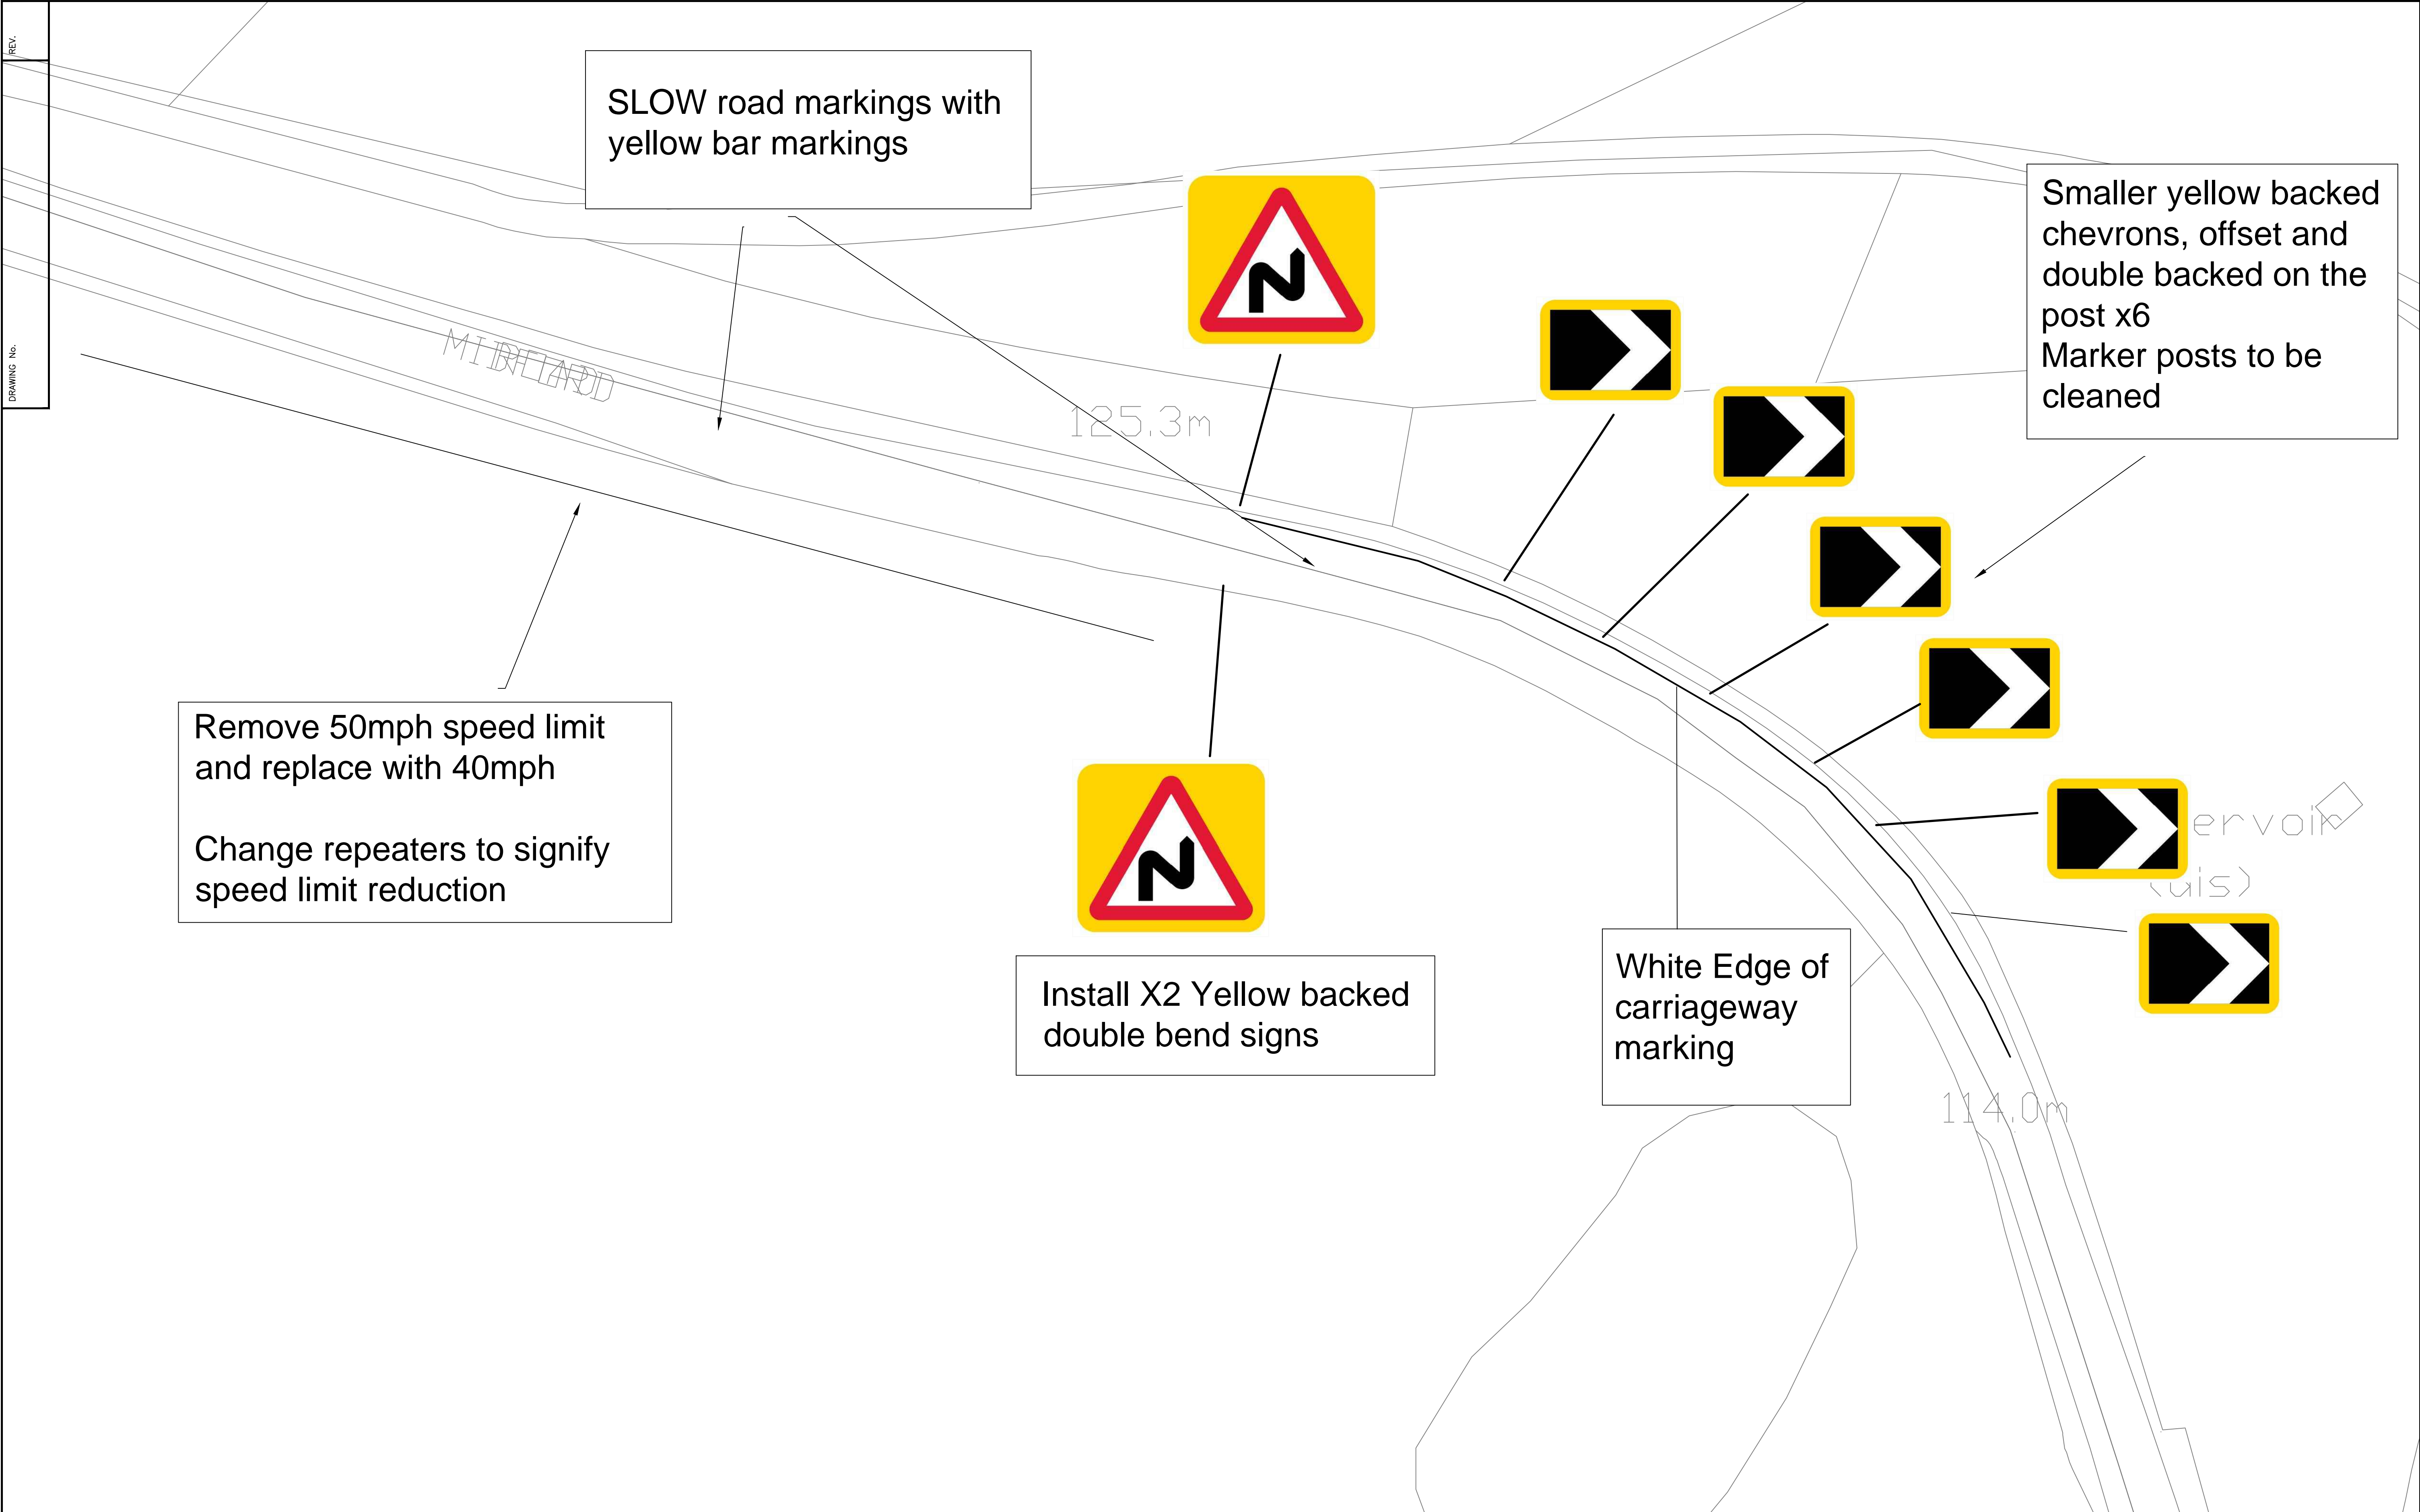 REV.
DRAWING No.
SLOW road markings with
yellow bar markings
Smaller yellow backed
chevrons, offset and
double backed on the
post x6
Marker posts to be
cleaned
125.3m
Remove 50mph speed limit
and replace with 40mph
Change repeaters to signify
speed limit reduction
ervoir
Install X2 Yellow backed
double bend signs
White Edge of
carriageway
marking
114.0m